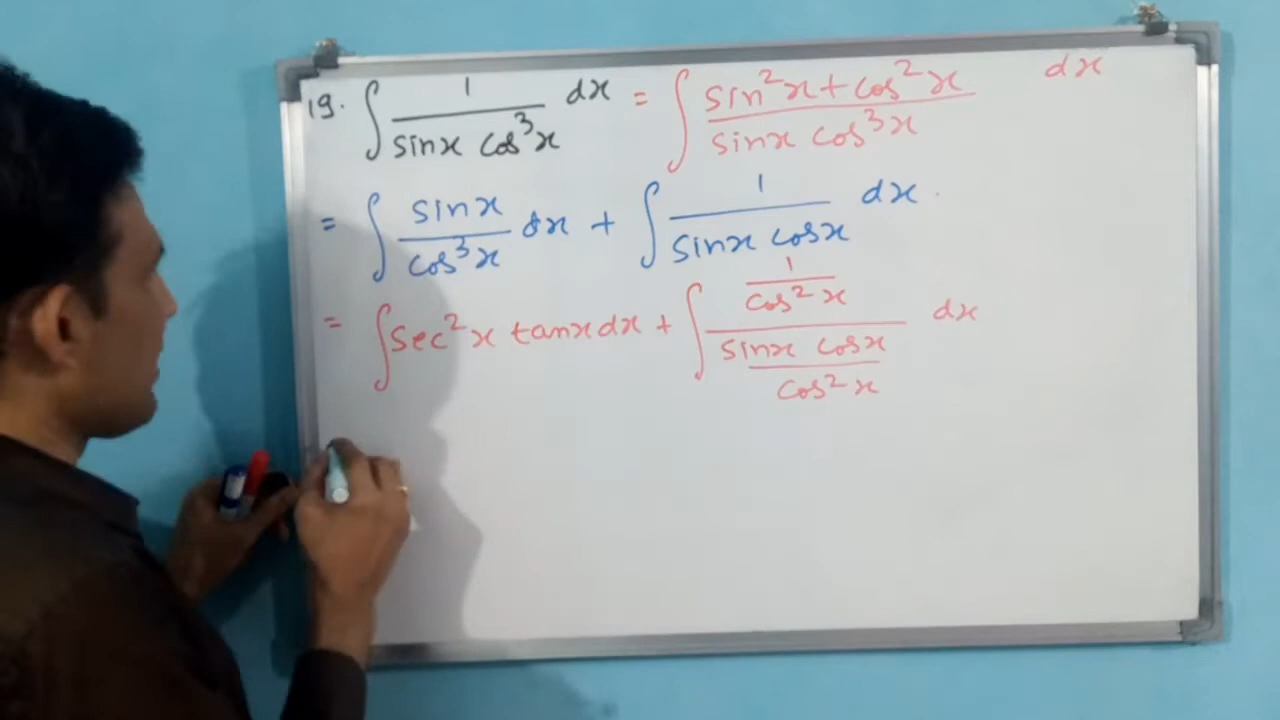 19. ∫ 1/(sinx cos³x) dx = ∫ (sin²x + cos²x)/(sinx cos³x) dx
= ∫ sinx/cos³x dx + ∫ 1/(sinx cosx) dx.
= ∫ sec²x tanx dx + ∫ (1/cos²x)/(sinx cosx/cos²x) dx